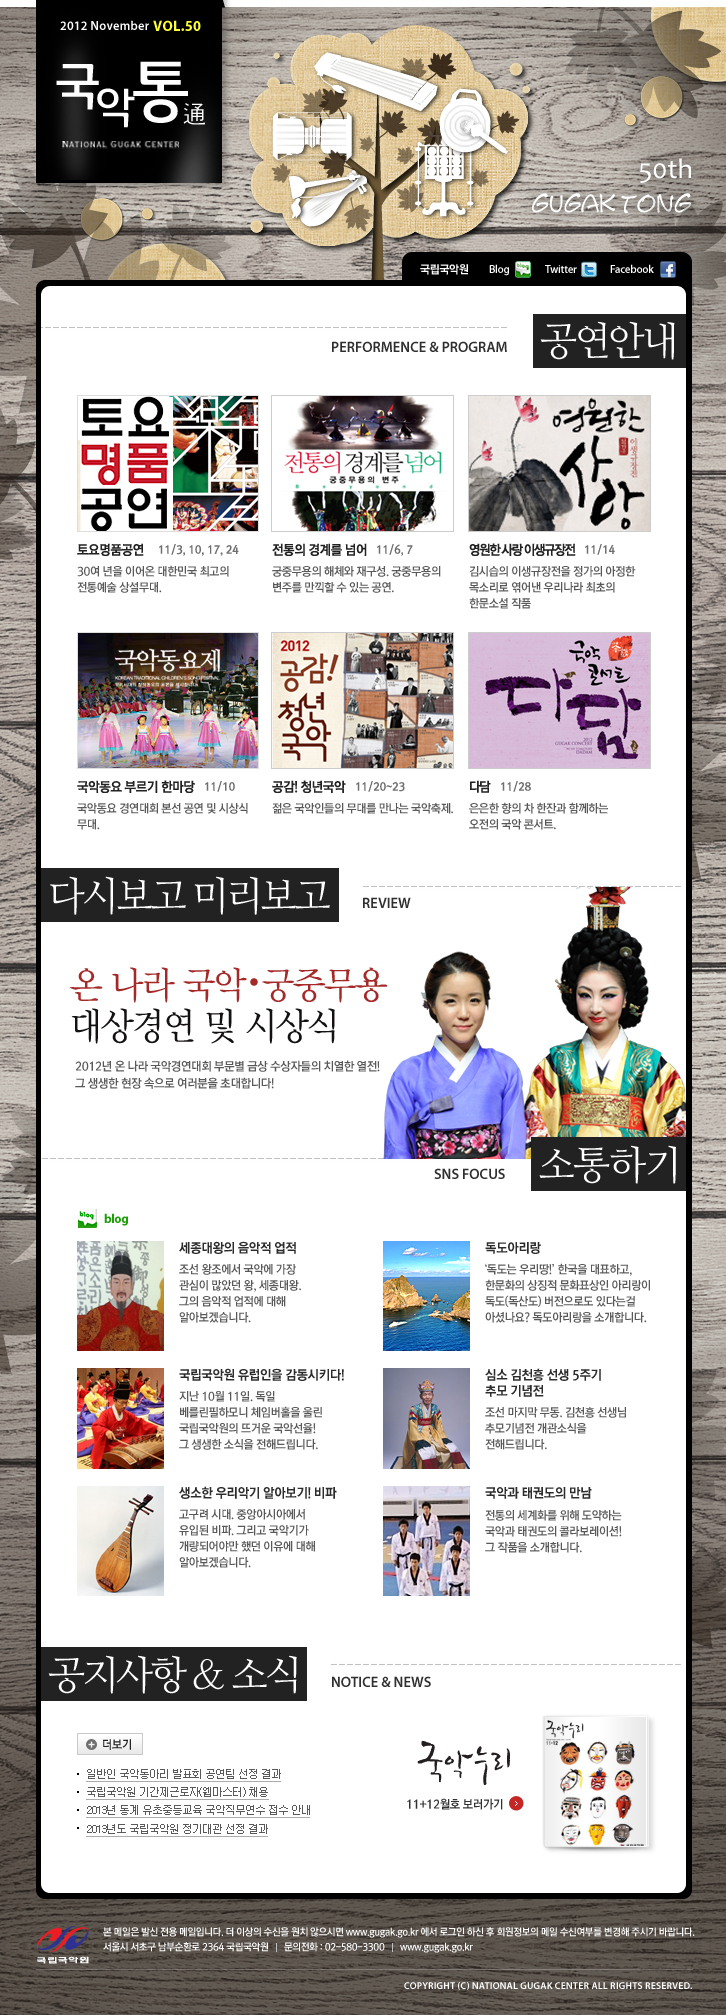 2012 November VOL.50
국악통通
NATIONAL GUGAK CENTER
50th
GUGAK TONG
국립국악원 Blog Twitter Facebook
PERFORMENCE & PROGRAM
공연안내
토요
명품
공연
전통의 경계를 넘어
궁중무용의 변주
영원한
사랑
이생규장전
토요명품공연 11/3, 10, 17, 24
30여 년을 이어온 대한민국 최고의
전통예술 상설무대.
전통의 경계를 넘어 11/6, 7
궁중무용의 해체와 재구성. 궁중무용의
변주를 만끽할 수 있는 공연.
영원한 사랑 이생규장전 11/14
김시습의 이생규장전을 정가의 아정한
목소리로 엮어낸 우리나라 최초의
한문소설 작품
국악동요제
KOREAN TRADITIONAL CHILDREN'S SONG FESTIVAL
2012
공감!
청년
국악
국악
콘서트
다담
국악동요 부르기 한마당 11/10
국악동요 경연대회 본선 공연 및 시상식
무대.
공감! 청년국악 11/20~23
젊은 국악인들의 무대를 만나는 국악축제.
다담 11/28
은은한 향의 차 한잔과 함께하는
오전의 국악 콘서트.
다시보고 미리보고
REVIEW
온 나라 국악·궁중무용
대상경연 및 시상식
2012년 온 나라 국악경연대회 부문별 금상 수상자들의 치열한 열전!
그 생생한 현장 속으로 여러분을 초대합니다!
SNS FOCUS
소통하기
blog blog
세종대왕의 음악적 업적
조선 왕조에서 국악에 가장
관심이 많았던 왕, 세종대왕.
그의 음악적 업적에 대해
알아보겠습니다.
독도아리랑
'독도는 우리땅!' 한국을 대표하고,
한문화의 상징적 문화표상인 아리랑이
독도(독산도) 버전으로도 있다는걸
아셨나요? 독도아리랑을 소개합니다.
국립국악원 유럽인을 감동시키다!
지난 10월 11일. 독일
베를린필하모니 체임버홀을 울린
국립국악원의 뜨거운 국악선율!
그 생생한 소식을 전해드립니다.
심소 김천흥 선생 5주기
추모 기념전
조선 마지막 무동. 김천흥 선생님
추모기념전 개관소식을
전해드립니다.
생소한 우리악기 알아보기! 비파
고구려 시대. 중앙아시아에서
유입된 비파. 그리고 국악기가
개량되어야만 했던 이유에 대해
알아보겠습니다.
국악과 태권도의 만남
전통의 세계화를 위해 도약하는
국악과 태권도의 콜라보레이션!
그 작품을 소개합니다.
공지사항 & 소식
NOTICE & NEWS
더보기
일반인 국악동아리 발표회 공연팀 선정 결과
국립국악원 기간제근로자(웹마스터) 채용
2013년 동계 유초중등교육 국악직무연수 접수 안내
2013년도 국립국악원 정기대관 선정 결과
국악누리
11+12월호 보러가기
국악누리
11+12
국립국악원
본 메일은 발신 전용 메일입니다. 더 이상의 수신을 원치 않으시면 www.gugak.go.kr 에서 로그인 하신 후 회원정보의 메일 수신여부를 변경해 주시기 바랍니다.
서울시 서초구 남부순환로 2364 국립국악원 | 문의전화 : 02-580-3300 | www.gugak.go.kr
COPYRIGHT (C) NATIONAL GUGAK CENTER ALL RIGHTS RESERVED.